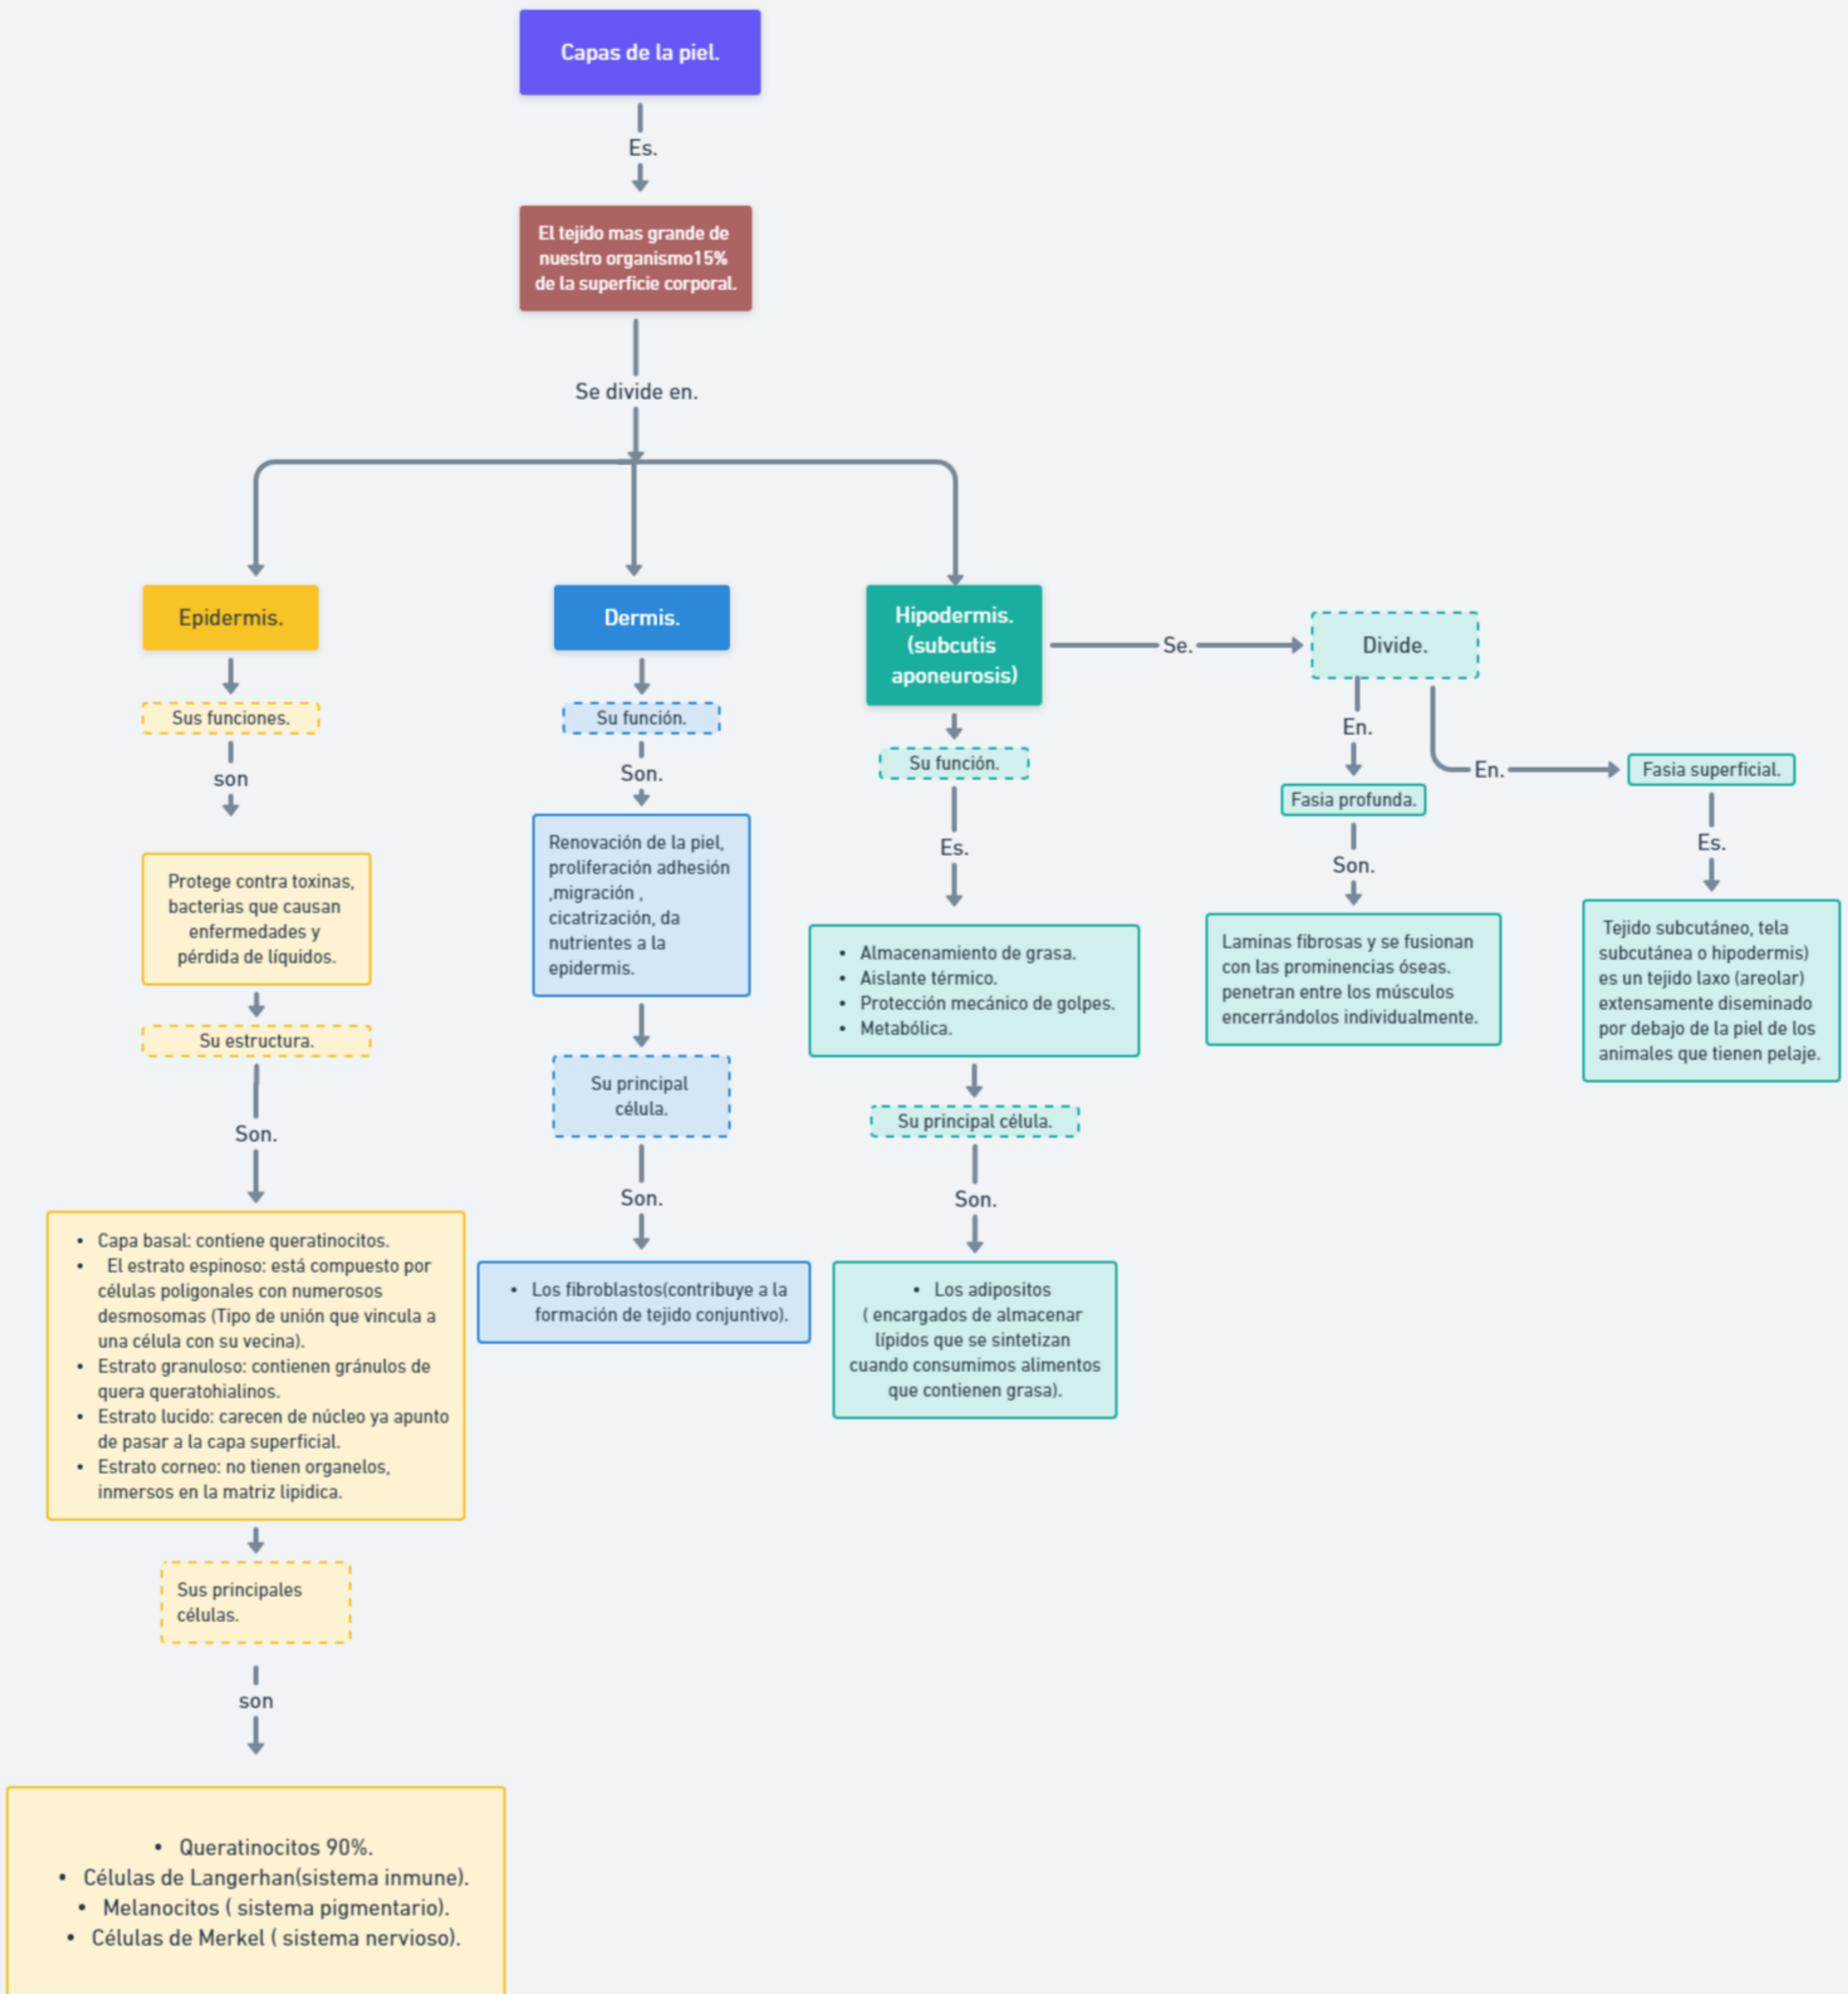 Capas de la piel.
Es.
El tejido mas grande de
nuestro organismo15%
de la superficie corporal.
Se divide en.
Epidermis.
Sus funciones.
son
Protege contra toxinas,
bacterias que causan
enfermedades y
pérdida de líquidos.
Su estructura.
Son.
• Capa basal: contiene queratinocitos.
• El estrato espinoso: está compuesto por
células poligonales con numerosos
desmosomas (Tipo de unión que vincula a
una célula con su vecina).
• Estrato granuloso: contienen gránulos de
quera queratohialinos.
• Estrato lucido: carecen de núcleo ya apunto
de pasar a la capa superficial.
• Estrato corneo: no tienen organelos,
inmersos en la matriz lipidica.
Sus principales
células.
son
• Queratinocitos 90%.
• Células de Langerhan(sistema inmune).
• Melanocitos ( sistema pigmentario).
• Células de Merkel ( sistema nervioso).
Dermis.
Su función.
Son.
Renovación de la piel,
proliferación adhesión
,migración ,
cicatrización, da
nutrientes a la
epidermis.
Su principal
célula.
Son.
• Los fibroblastos(contribuye a la
formación de tejido conjuntivo).
Hipodermis.
(subcutis
aponeurosis)
Su función.
Es.
• Almacenamiento de grasa.
• Aislante térmico.
• Protección mecánico de golpes.
• Metabólica.
Su principal célula.
Son.
• Los adipositos
( encargados de almacenar
lípidos que se sintetizan
cuando consumimos alimentos
que contienen grasa).
Se.
Divide.
En.
Fasia profunda.
Son.
Laminas fibrosas y se fusionan
con las prominencias óseas.
penetran entre los músculos
encerrándolos individualmente.
En.
Fasia superficial.
Es.
Tejido subcutáneo, tela
subcutánea o hipodermis)
es un tejido laxo (areolar)
extensamente diseminado
por debajo de la piel de los
animales que tienen pelaje.